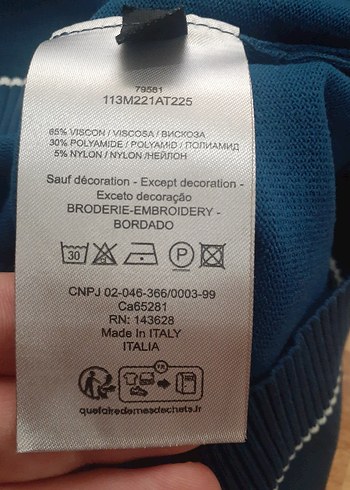 79581
113M221AT225
65% VISCON / VISCOSA / ВИСКОЗА
30% POLYAMIDE / POLYAMID / ПОЛИАМИД
5% NYLON / NYLON /НЕЙЛОН
Sauf décoration - Except decoration -
Exceto decoração
BRODERIE-EMBROIDERY -
BORDADO
30 P
CNPJ 02-046-366/0003-99
Ca65281
RN: 143628
Made In ITALY
ITALIA
FR
quefairedemesdechets.fr